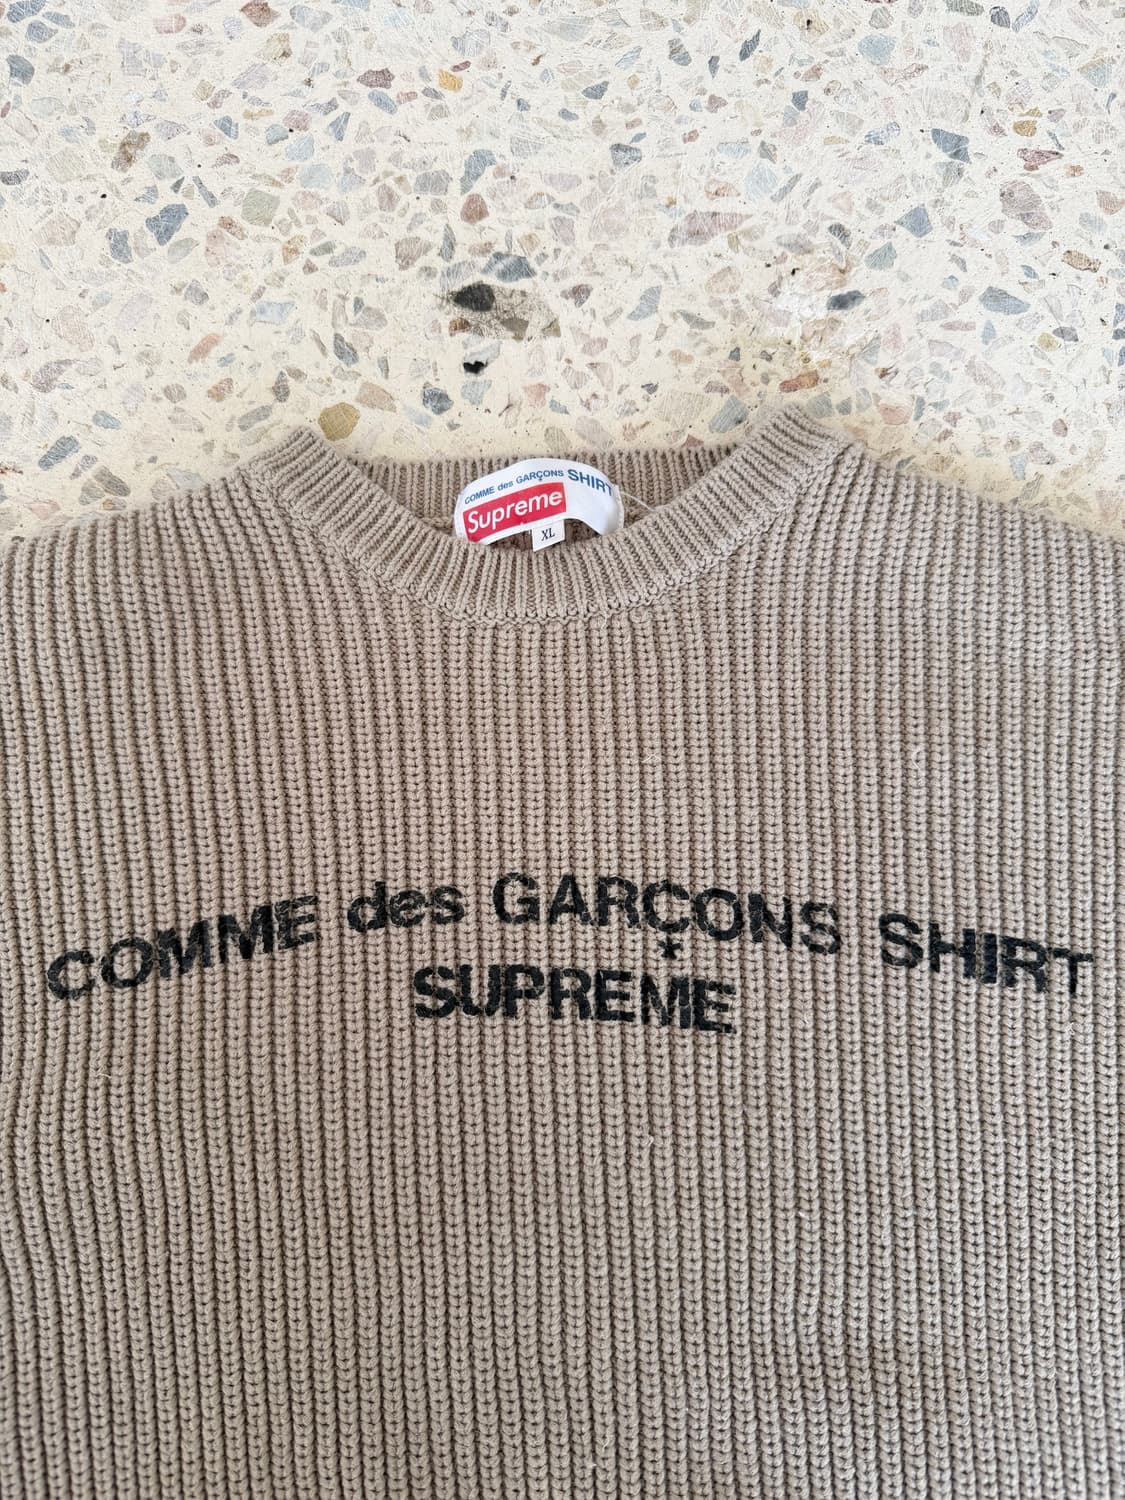 COMME des GARÇONS SHIRT
Supreme
XL
COMME des GARÇONS SHIRT
SUPREME